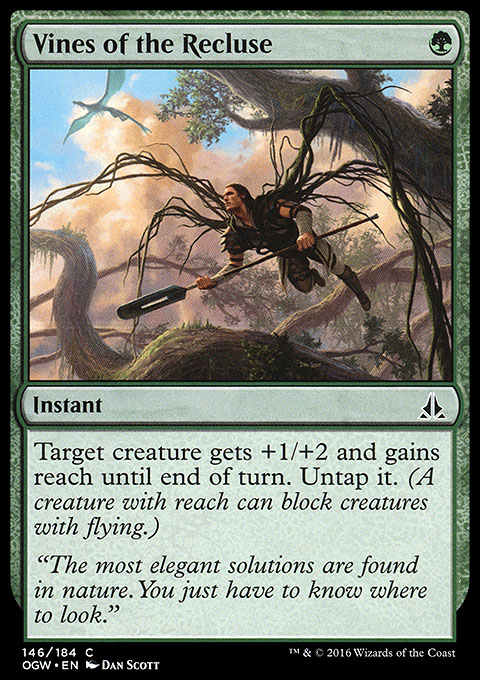 Vines of the Recluse
Instant
Target creature gets +1/+2 and gains
reach until end of turn. Untap it. (A
creature with reach can block creatures
with flying.)
“The most elegant solutions are found
in nature. You just have to know where
to look.”
146/184 C
OGW • EN Dan Scott
™ & © 2016 Wizards of the Coast